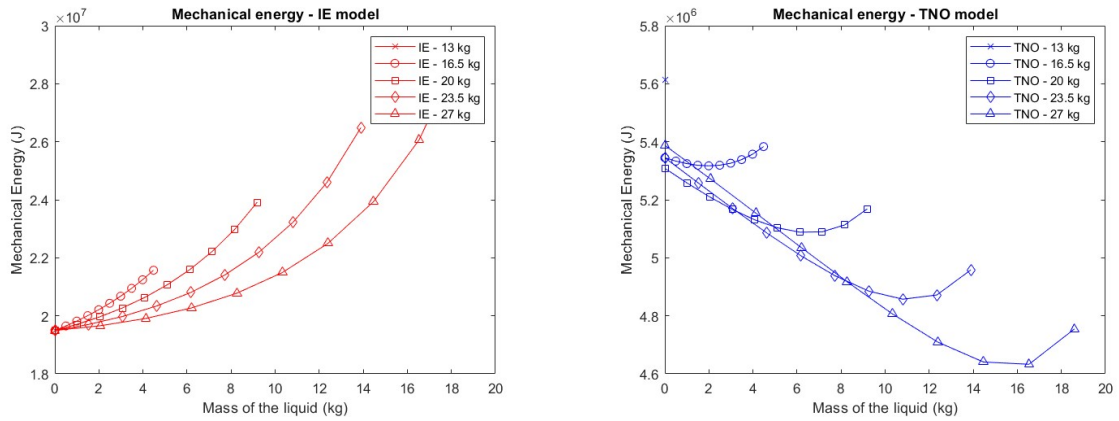 Mechanical energy - IE model
×10⁷
3
2.8
2.6
2.4
2.2
2
1.8
Mechanical Energy (J)
0 2 4 6 8 10 12 14 16 18 20
Mass of the liquid (kg)
IE - 13 kg
IE - 16.5 kg
IE - 20 kg
IE - 23.5 kg
IE - 27 kg
Mechanical energy - TNO model
×10⁶
5.8
5.6
5.4
5.2
5
4.8
4.6
Mechanical Energy (J)
0 2 4 6 8 10 12 14 16 18 20
Mass of the liquid (kg)
TNO - 13 kg
TNO - 16.5 kg
TNO - 20 kg
TNO - 23.5 kg
TNO - 27 kg